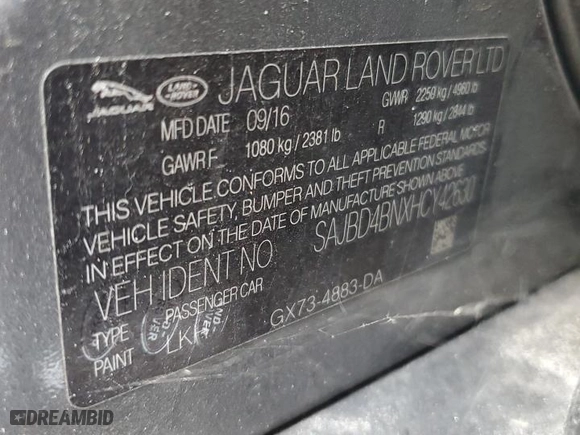 JAGUAR
LAND ROVER
JAGUAR LAND ROVER LTD
MFD DATE 09/16 GVWR 2250 kg / 4960 lb
GAWR F 1080 kg / 2381 lb R 1290 kg / 2844 lb
THIS VEHICLE CONFORMS TO ALL APPLICABLE FEDERAL MOTOR
VEHICLE SAFETY, BUMPER AND THEFT PREVENTION STANDARDS
IN EFFECT ON THE DATE OF MANUFACTURE SHOWN ABOVE
VEH IDENT NO SAJBD4BNXHCY42630
TYPE PASSENGER CAR
PAINT GX73-4883-DA
DREAMBID